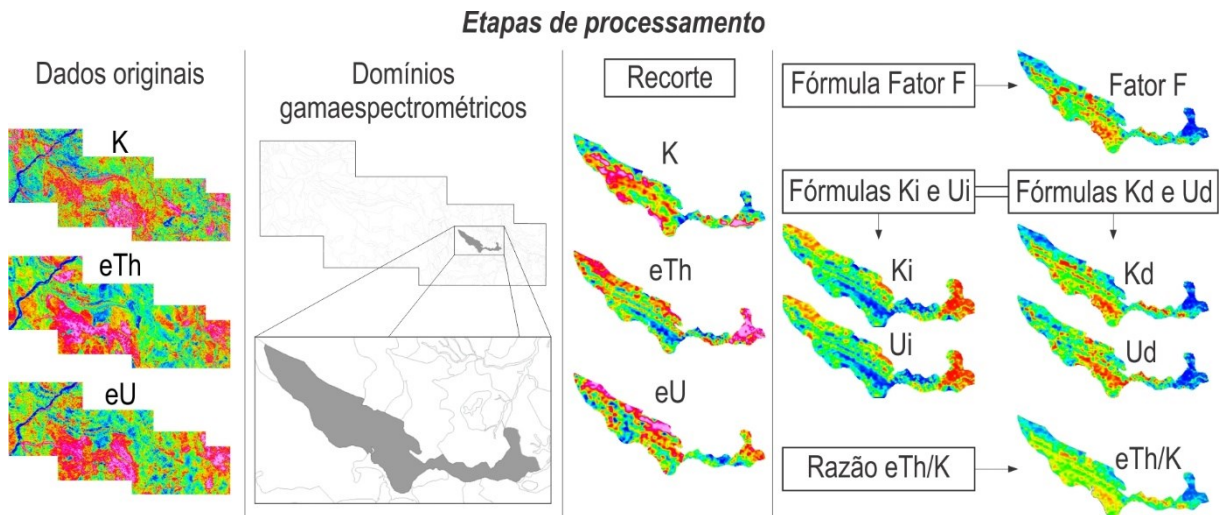 Etapas de processamento
Dados originais
K
eTh
eU
Domínios
gamaespectrométricos
Recorte
K
eTh
eU
Fórmula Fator F
Fator F
Fórmulas Ki e Ui
Fórmulas Kd e Ud
Ki
Kd
Ui
Ud
Razão eTh/K
eTh/K